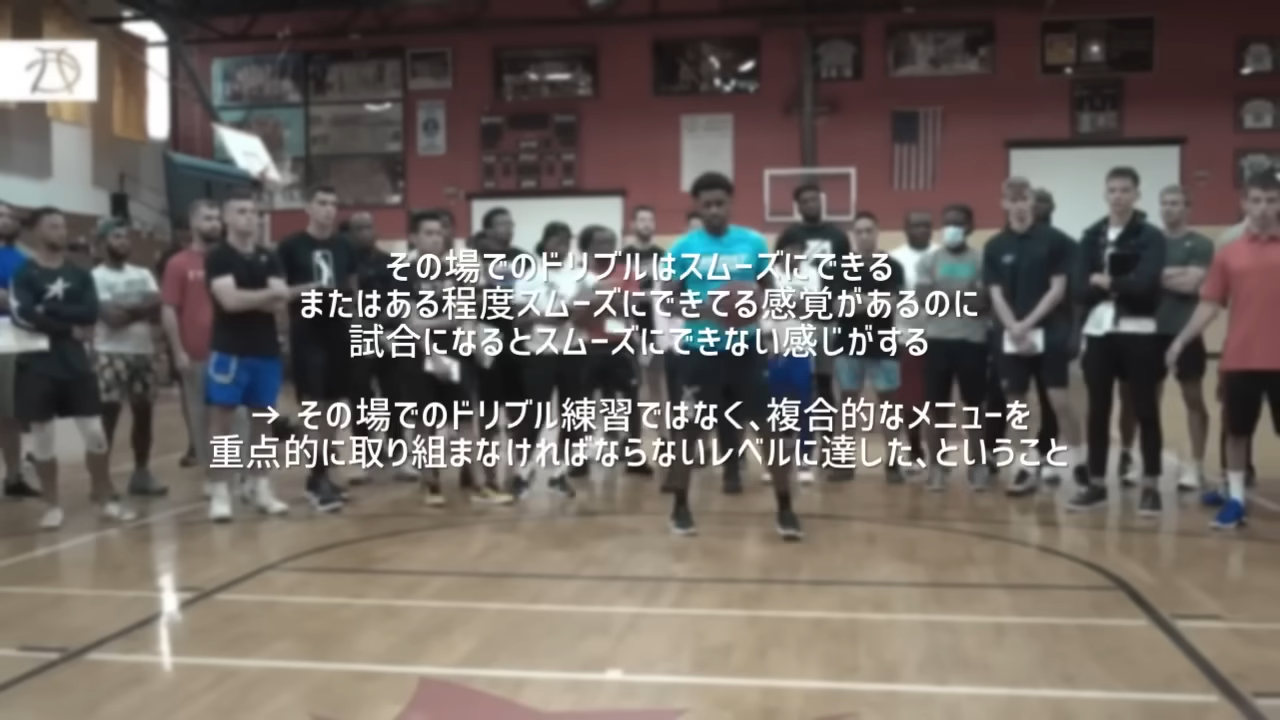 その場でのドリブルはスムーズにできる
またはある程度スムーズにできてる感覚があるのに
試合になるとスムーズにできない感じがする
→ その場でのドリブル練習ではなく、複合的なメニューを
重点的に取り組まなければならないレベルに達した、ということ